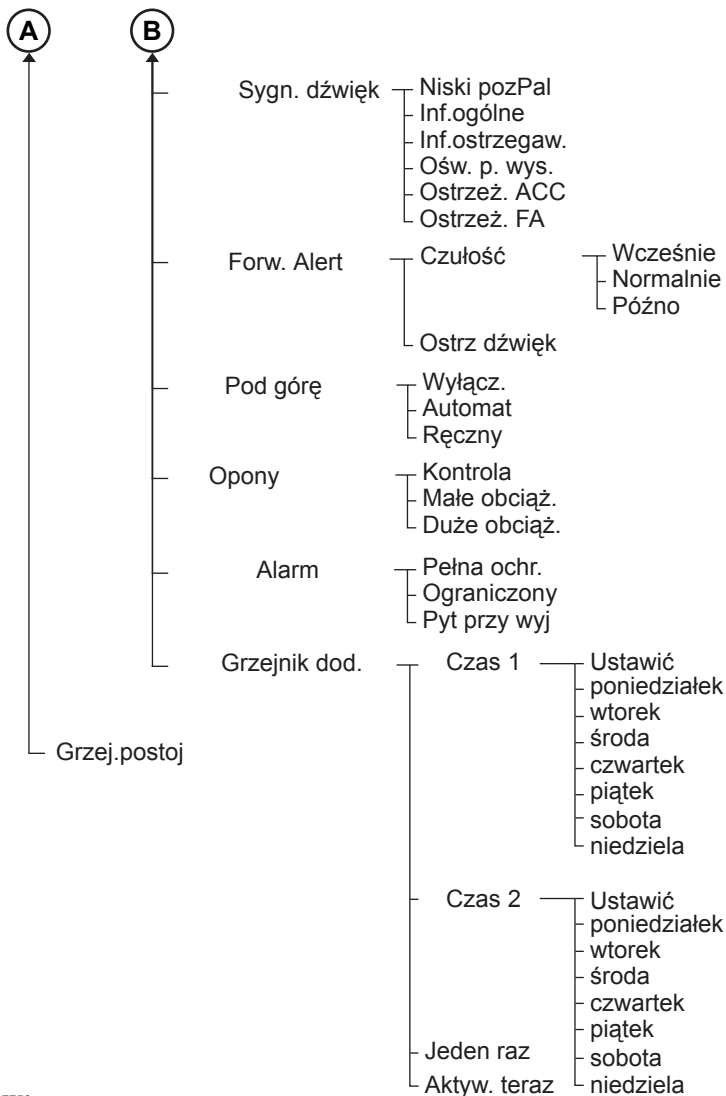 A B
Sygn. dźwięk
Niski pozPal
Inf.ogólne
Inf.ostrzegaw.
Ośw. p. wys.
Ostrzeż. ACC
Ostrzeż. FA
Forw. Alert
Czułość
Wcześnie
Normalnie
Późno
Ostrz dźwięk
Pod górę
Wyłącz.
Automat
Ręczny
Opony
Kontrola
Małe obciąż.
Duże obciąż.
Alarm
Pełna ochr.
Ograniczony
Pyt przy wyj
Grzejnik dod.
Czas 1
Ustawić
poniedziałek
wtorek
środa
czwartek
piątek
sobota
niedziela
Grzej.postoj
Czas 2
Ustawić
poniedziałek
wtorek
środa
czwartek
piątek
sobota
niedziela
Jeden raz
Aktyw. teraz